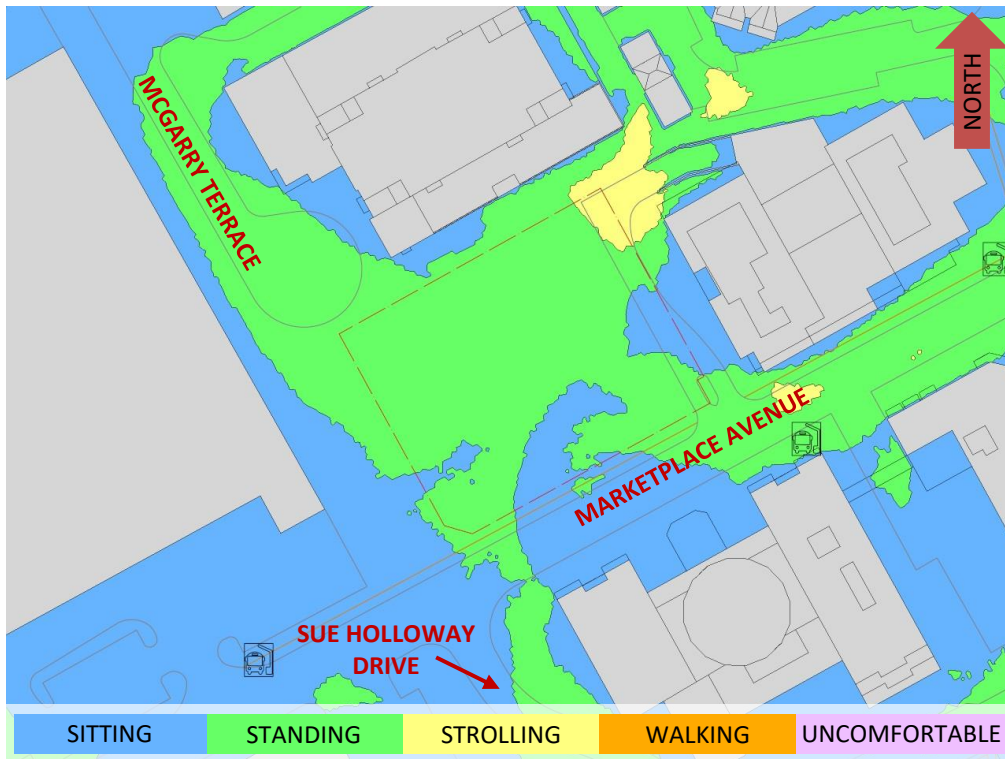 NORTH
MCGARRY TERRACE
MARKETPLACE AVENUE
SUE HOLLOWAY
DRIVE
SITTING
STANDING
STROLLING
WALKING
UNCOMFORTABLE